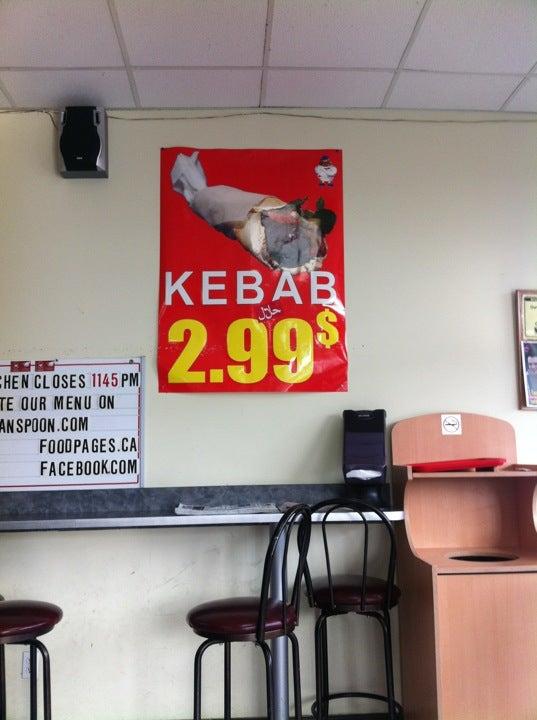 KEBAB
حلال
2.99$
CHEN CLOSES 1145 PM
TE OUR MENU ON
ANSPOON.COM
FOODPAGES.CA
FACEBOOK.COM